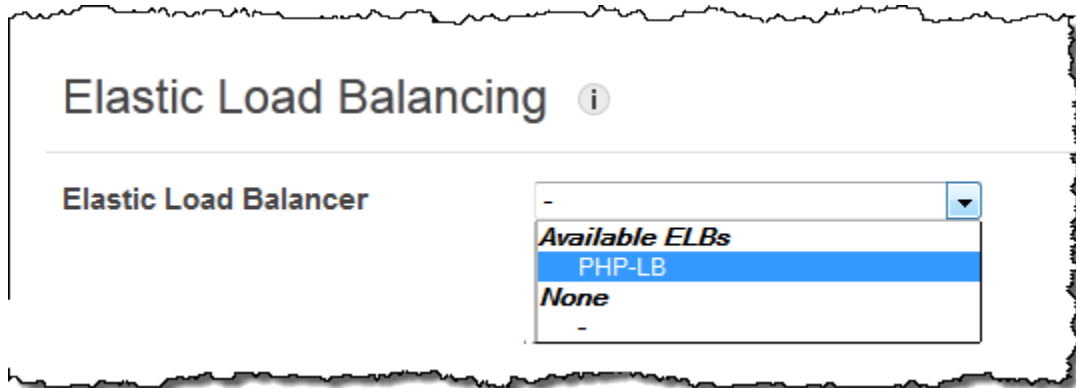 Elastic Load Balancing i
Elastic Load Balancer -
Available ELBs
PHP-LB
None
-